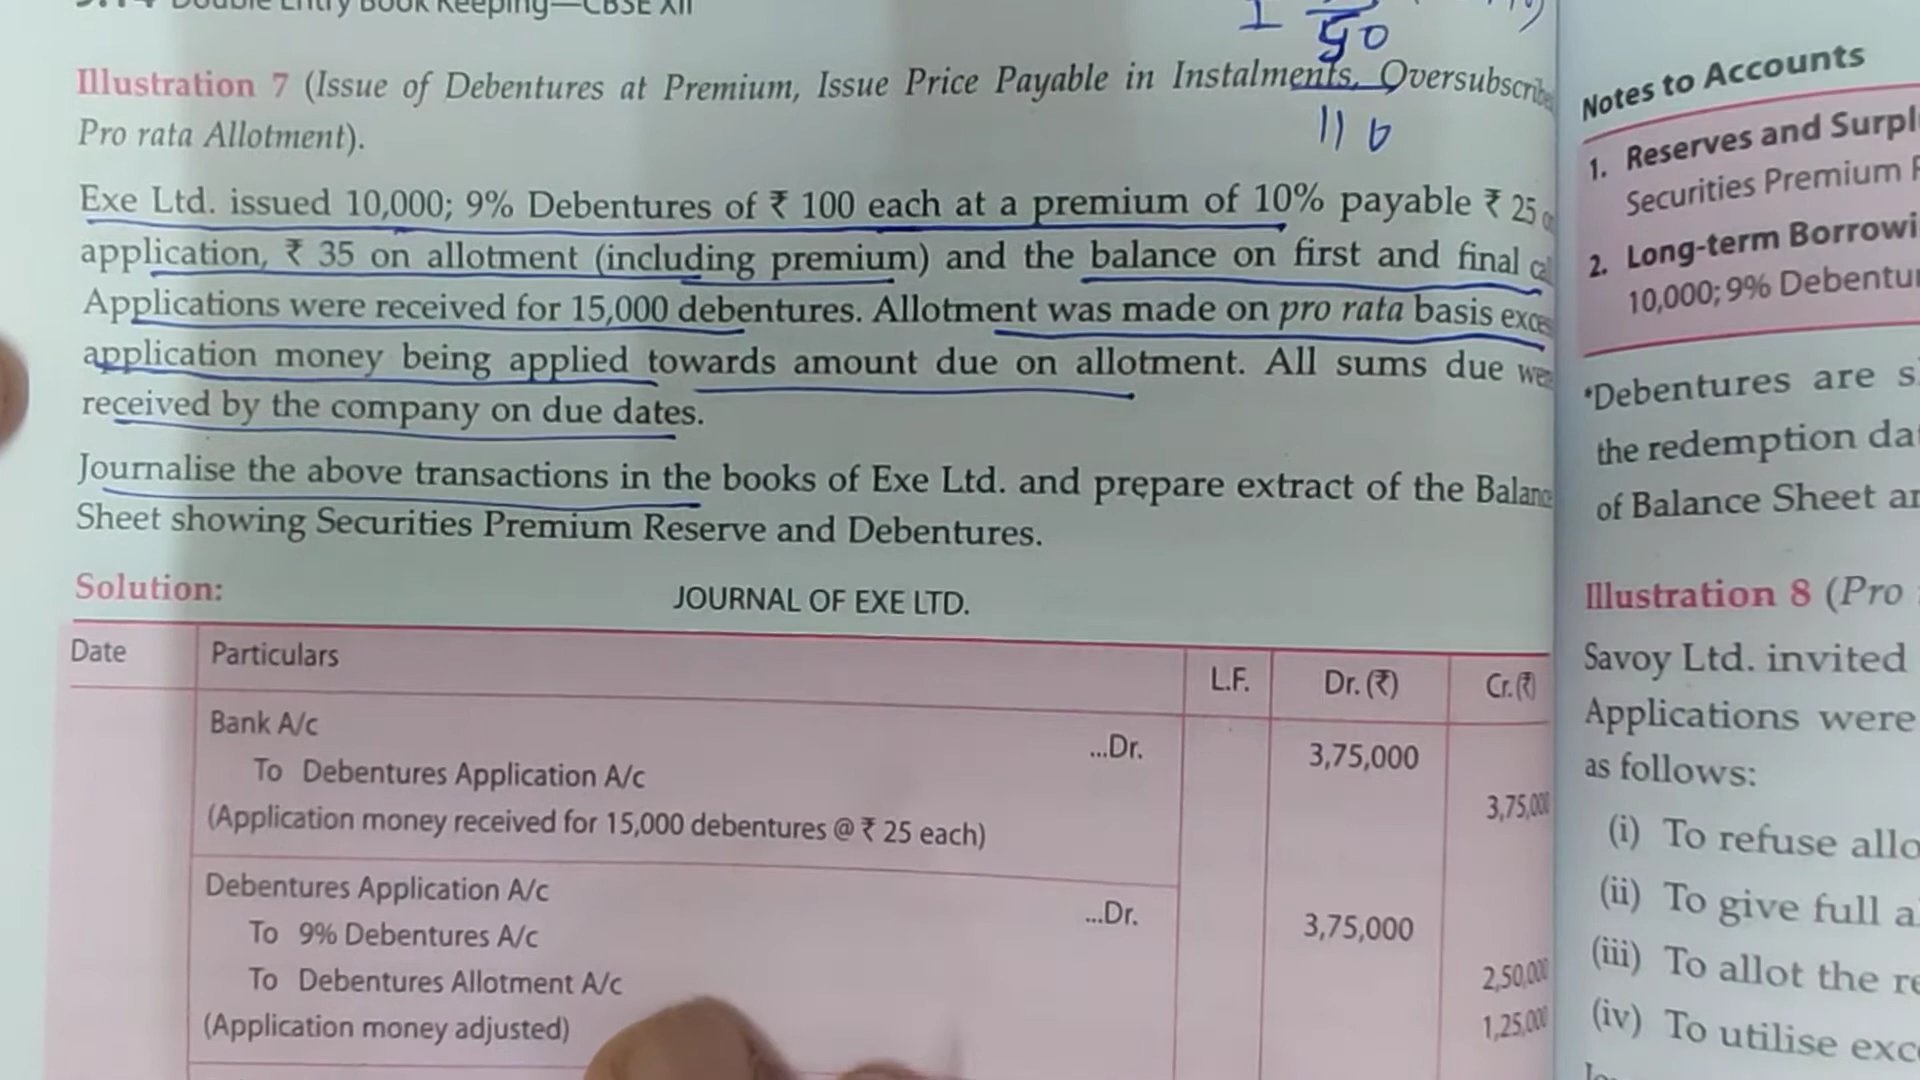 Double Entry Book Keeping—CBSE XII
50
110
Illustration 7 (Issue of Debentures at Premium, Issue Price Payable in Instalments, Oversubscribe
Pro rata Allotment).
Exe Ltd. issued 10,000; 9% Debentures of ₹ 100 each at a premium of 10% payable ₹ 25
application, ₹ 35 on allotment (including premium) and the balance on first and final
Applications were received for 15,000 debentures. Allotment was made on pro rata basis
application money being applied towards amount due on allotment. All sums due
received by the company on due dates.
Journalise the above transactions in the books of Exe Ltd. and prepare extract of the Balance
Sheet showing Securities Premium Reserve and Debentures.
Solution:
JOURNAL OF EXE LTD.
Date Particulars L.F. Dr. (₹) Cr. (₹)
Bank A/c ...Dr. 3,75,000
To Debentures Application A/c 3,75,000
(Application money received for 15,000 debentures @ ₹ 25 each)
Debentures Application A/c ...Dr. 3,75,000
To 9% Debentures A/c 2,50,000
To Debentures Allotment A/c 1,25,000
(Application money adjusted)
Notes to Accounts
1. Reserves and Surpl
Securities Premium
2. Long-term Borrowi
10,000; 9% Debentu
*Debentures are
the redemption
of Balance Sheet
Illustration 8 (Pro
Savoy Ltd. invited
Applications were
as follows:
(i) To refuse allo
(ii) To give full
(iii) To allot the
(iv) To utilise